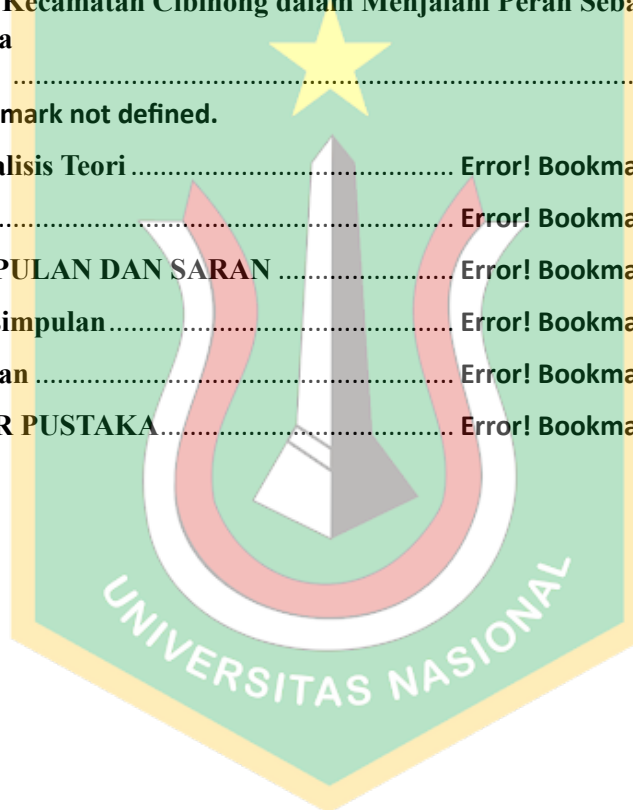 Kecamatan Cibinong dalam Menjalani Peran Seba
a
........................................................................................
mark not defined.
alisis Teori ............................................. Error! Bookma
............................................................... Error! Bookma
PULAN DAN SARAN ........................ Error! Bookma
simpulan ................................................ Error! Bookma
an .......................................................... Error! Bookma
R PUSTAKA ......................................... Error! Bookma
UNIVERSITAS NASIONAL